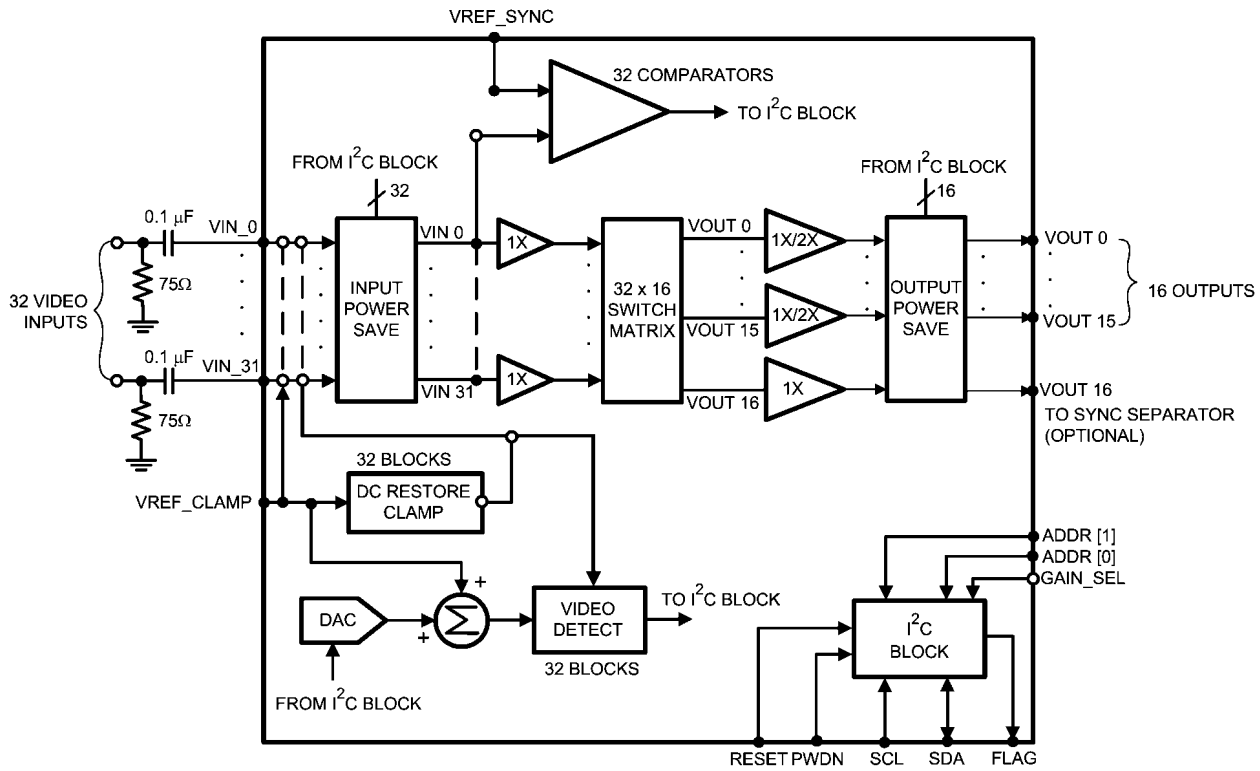 VREF_SYNC
32 COMPARATORS
TO I²C BLOCK
FROM I²C BLOCK
32
FROM I²C BLOCK
16
0.1 µF
VIN_0
75Ω
32 VIDEO
INPUTS
0.1 µF
VIN_31
75Ω
INPUT
POWER
SAVE
VIN 0
VIN 31
1X
1X
32 x 16
SWITCH
MATRIX
VOUT 0
VOUT 15
VOUT 16
1X/2X
1X/2X
1X
OUTPUT
POWER
SAVE
VOUT 0
16 OUTPUTS
VOUT 15
VOUT 16
TO SYNC SEPARATOR
(OPTIONAL)
32 BLOCKS
DC RESTORE
CLAMP
VREF_CLAMP
DAC
FROM I²C BLOCK
+
+
Σ
VIDEO
DETECT
32 BLOCKS
TO I²C BLOCK
ADDR [1]
ADDR [0]
GAIN_SEL
I²C
BLOCK
RESET
PWDN
SCL
SDA
FLAG